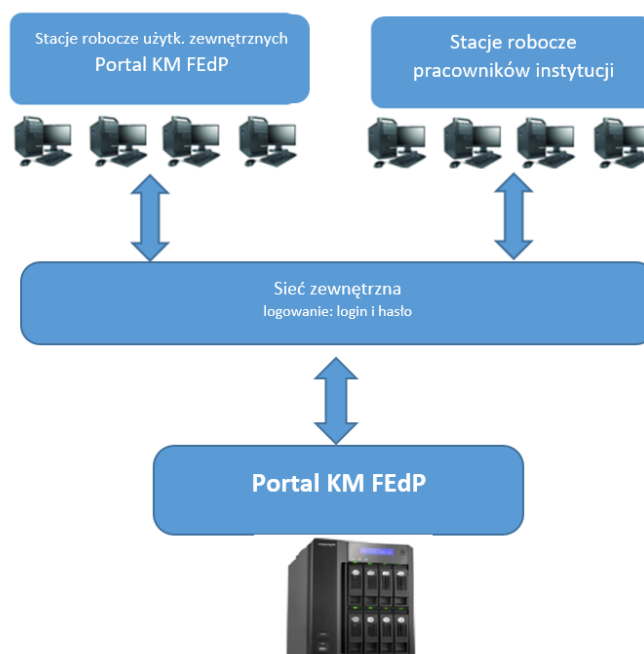 Stacje robocze użytk. zewnętrznych
Portal KM FEdP
Stacje robocze
pracowników instytucji
Sieć zewnętrzna
logowanie: login i hasło
Portal KM FEdP